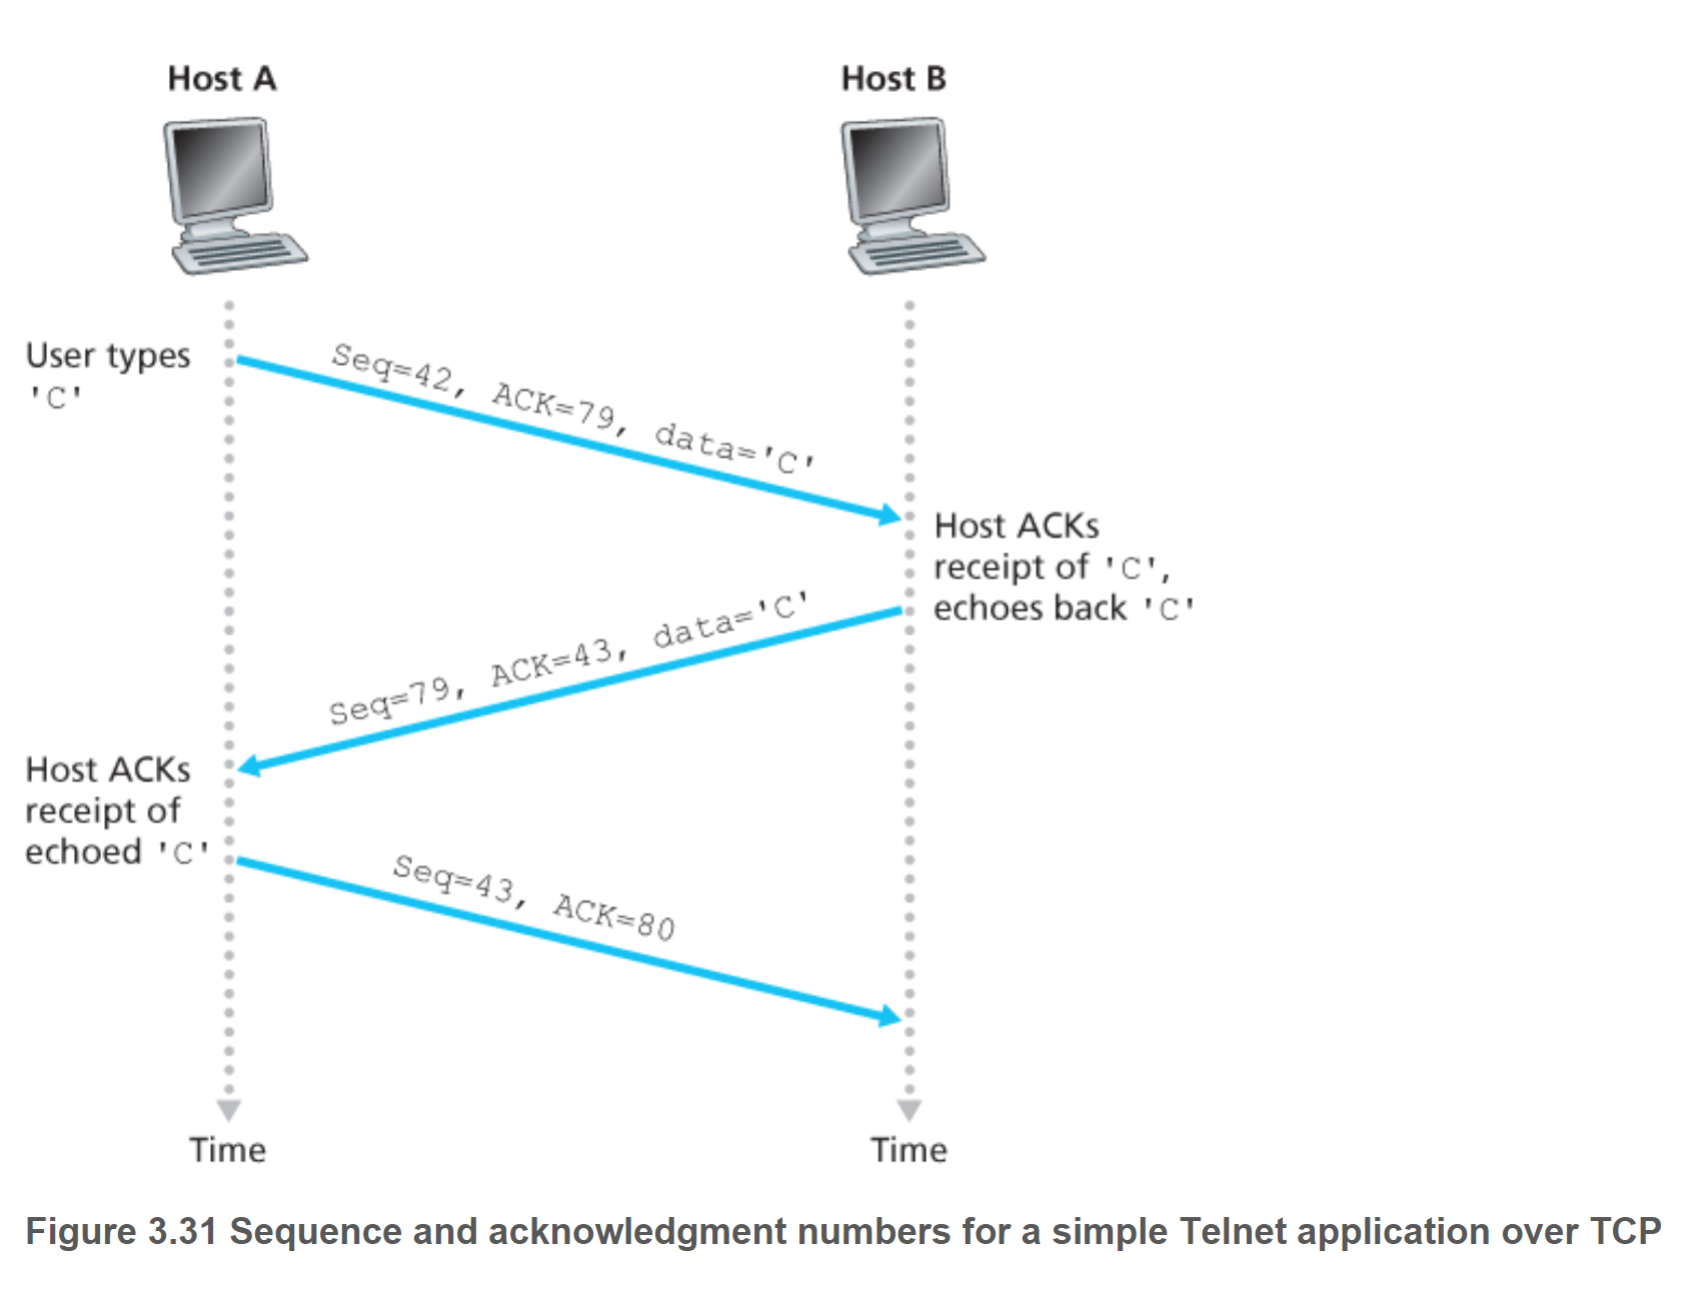 Host A
Host B
User types
'C'
Seq=42, ACK=79, data='C'
Host ACKs
receipt of 'C',
echoes back 'C'
Seq=79, ACK=43, data='C'
Host ACKs
receipt of
echoed 'C'
Seq=43, ACK=80
Time
Time
Figure 3.31 Sequence and acknowledgment numbers for a simple Telnet application over TCP